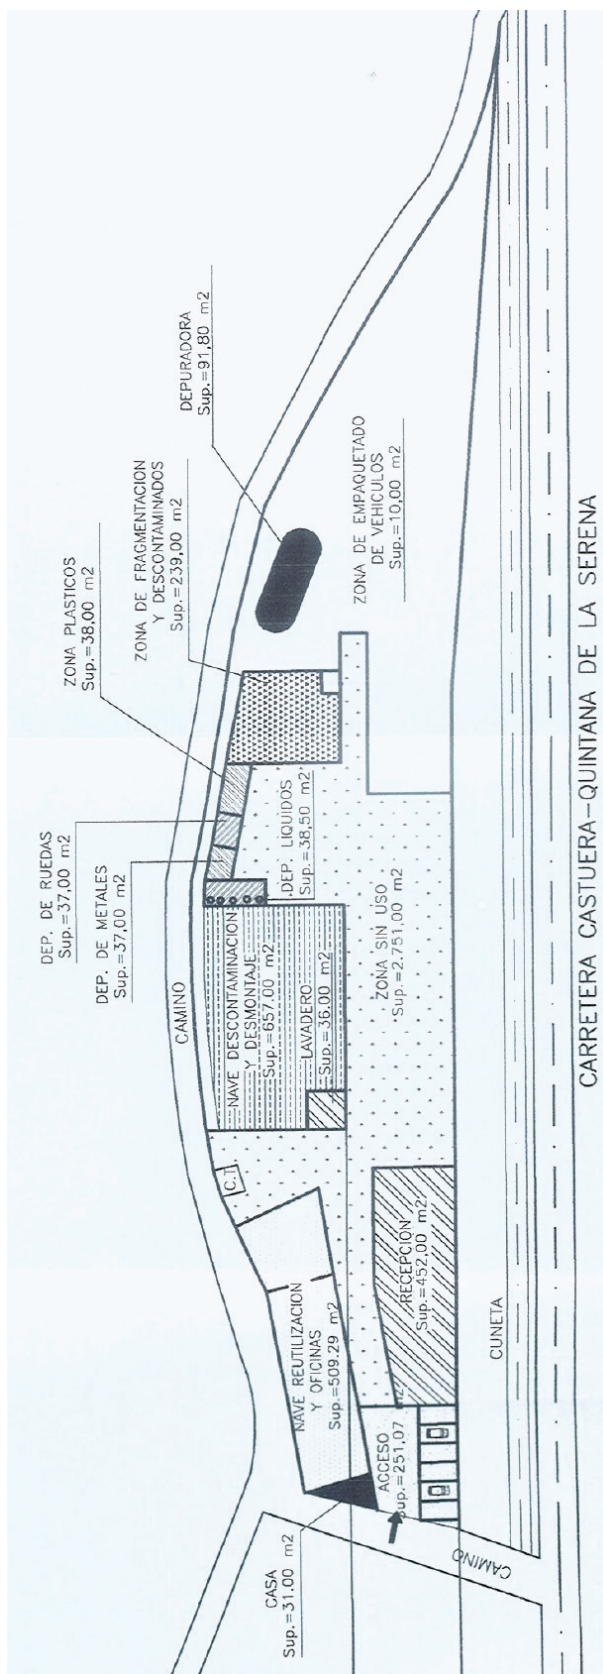 DEPURADORA
Sup.=91,80 m2
ZONA DE FRAGMENTACION
Y DESCONTAMINADOS
Sup.=239,00 m2
ZONA PLASTICOS
Sup.=38,00 m2
DEP. DE RUEDAS
Sup.=37,00 m2
DEP. DE METALES
Sup.=37,00 m2
CAMINO
ZONA DE EMPAQUETADO
DE VEHICULOS
Sup.=10,00 m2
DEP. LIQUIDOS
Sup.=38,50 m2
NAVE DESCONTAMINACION
Y DESMONTAJE
Sup.=657,00 m2
LAVADERO
Sup.=36.00 m2
ZONA SIN USO
Sup.=2.751,00 m2
C.T.
NAVE REUTILIZACION
Y OFICINAS
Sup.=509.29 m2
RECEPCION
Sup.=452,00 m2
ACCESO
Sup.=251,07 m2
CASA
Sup.=31.00 m2
CAMINO
CUNETA
CARRETERA CASTUERA-QUINTANA DE LA SERENA